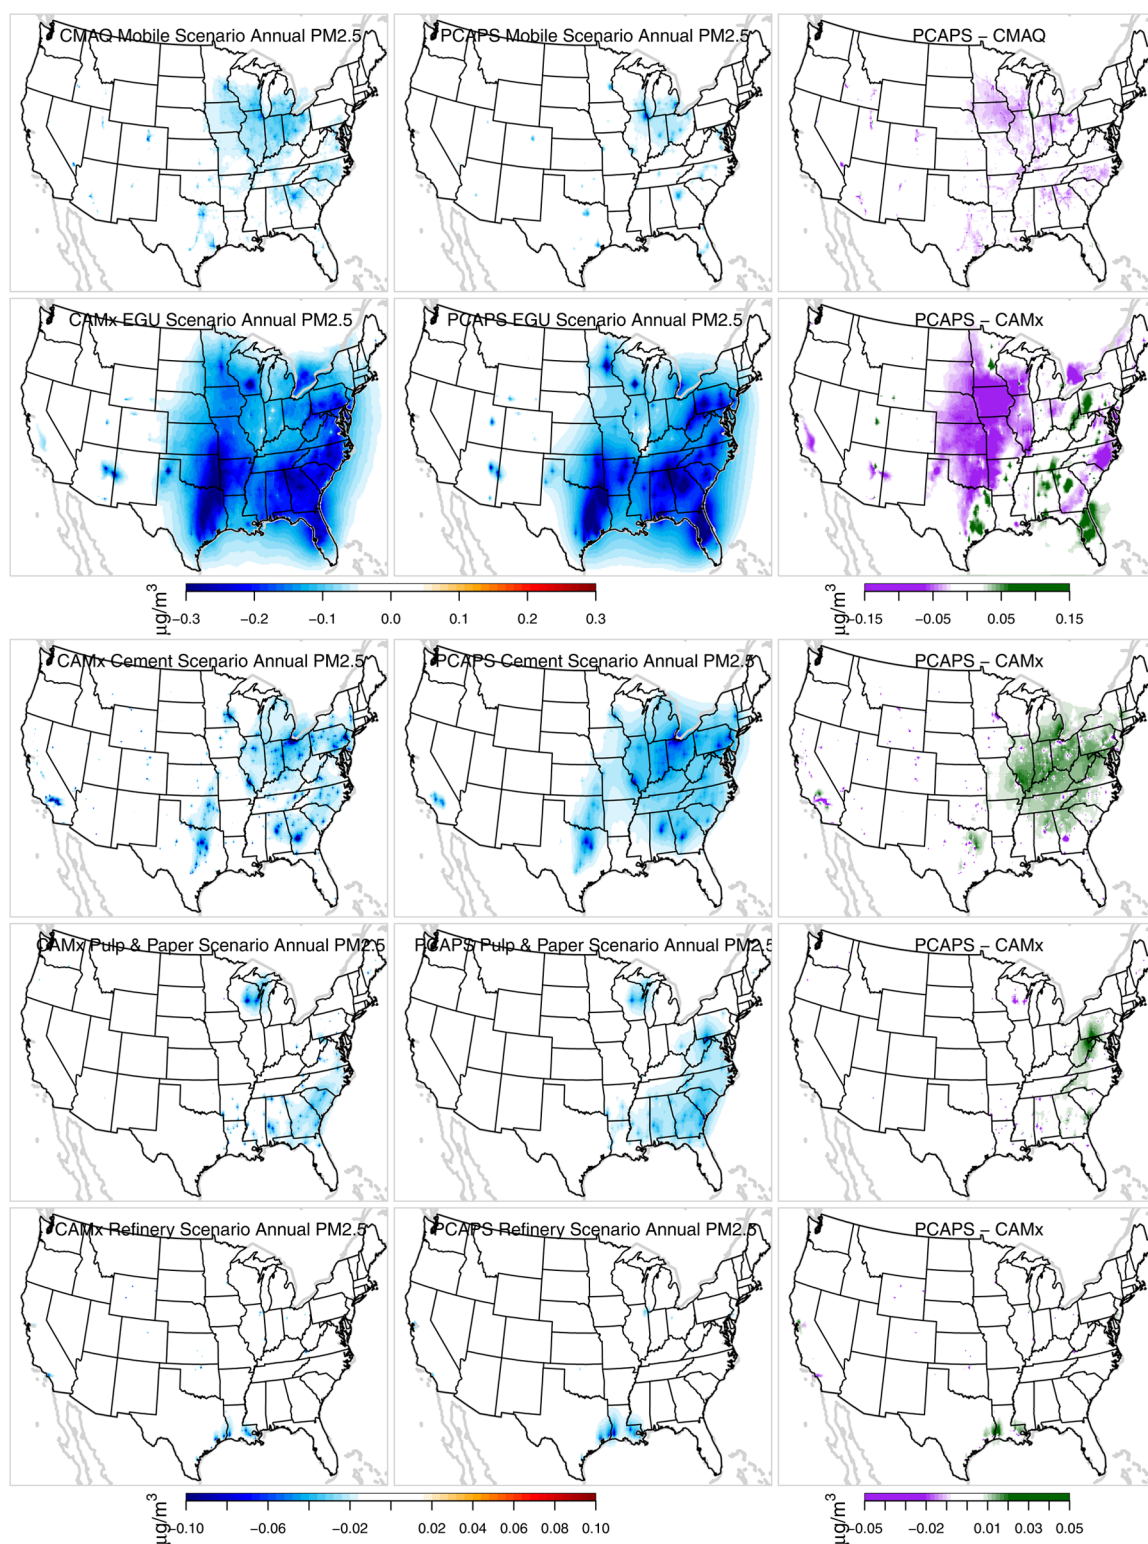 CMAQ Mobile Scenario Annual PM2.5
PCAPS Mobile Scenario Annual PM2.5
PCAPS − CMAQ
CAMx EGU Scenario Annual PM2.5
PCAPS EGU Scenario Annual PM2.5
PCAPS − CAMx
µg/m³
−0.3 −0.2 −0.1 0.0 0.1 0.2 0.3
µg/m³
−0.15 −0.05 0.05 0.15
CAMx Cement Scenario Annual PM2.5
PCAPS Cement Scenario Annual PM2.5
PCAPS − CAMx
CAMx Pulp & Paper Scenario Annual PM2.5
PCAPS Pulp & Paper Scenario Annual PM2.5
PCAPS − CAMx
CAMx Refinery Scenario Annual PM2.5
PCAPS Refinery Scenario Annual PM2.5
PCAPS − CAMx
µg/m³
−0.10 −0.06 −0.02 0.02 0.04 0.06 0.08 0.10
µg/m³
−0.05 −0.02 0.01 0.03 0.05